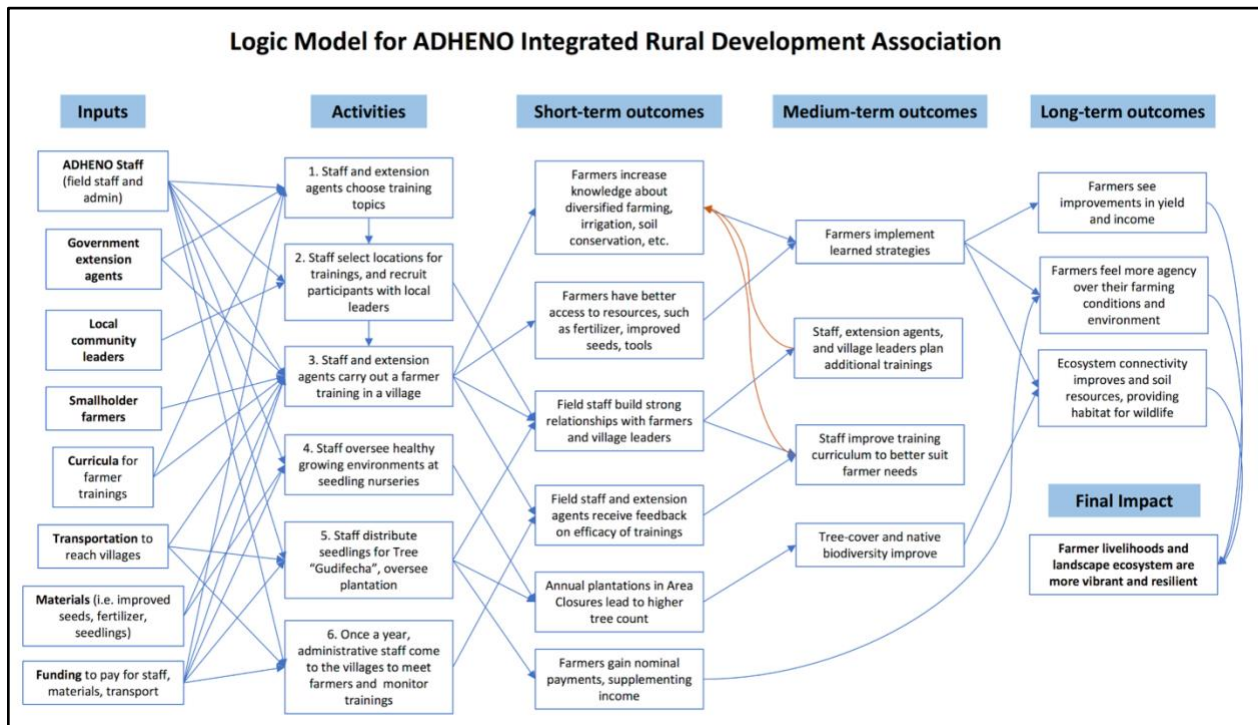 Logic Model for ADHENO Integrated Rural Development Association
Inputs
Activities
Short-term outcomes
Medium-term outcomes
Long-term outcomes
ADHENO Staff
(field staff and
admin)
Government
extension
agents
Local
community
leaders
Smallholder
farmers
Curricula for
farmer
trainings
Transportation to
reach villages
Materials (i.e. improved
seeds, fertilizer,
seedlings)
Funding to pay for staff,
materials, transport
1. Staff and extension
agents choose training
topics
2. Staff select locations for
trainings, and recruit
participants with local
leaders
3. Staff and extension
agents carry out a farmer
training in a village
4. Staff oversee healthy
growing environments at
seedling nurseries
5. Staff distribute
seedlings for Tree
“Gudifecha”, oversee
plantation
6. Once a year,
administrative staff come
to the villages to meet
farmers and monitor
trainings
Farmers increase
knowledge about
diversified farming,
irrigation, soil
conservation, etc.
Farmers have better
access to resources, such
as fertilizer, improved
seeds, tools
Field staff build strong
relationships with farmers
and village leaders
Field staff and extension
agents receive feedback
on efficacy of trainings
Annual plantations in Area
Closures lead to higher
tree count
Farmers gain nominal
payments, supplementing
income
Farmers implement
learned strategies
Staff, extension agents,
and village leaders plan
additional trainings
Staff improve training
curriculum to better suit
farmer needs
Tree-cover and native
biodiversity improve
Farmers see
improvements in yield
and income
Farmers feel more agency
over their farming
conditions and
environment
Ecosystem connectivity
improves and soil
resources, providing
habitat for wildlife
Final Impact
Farmer livelihoods and
landscape ecosystem are
more vibrant and resilient